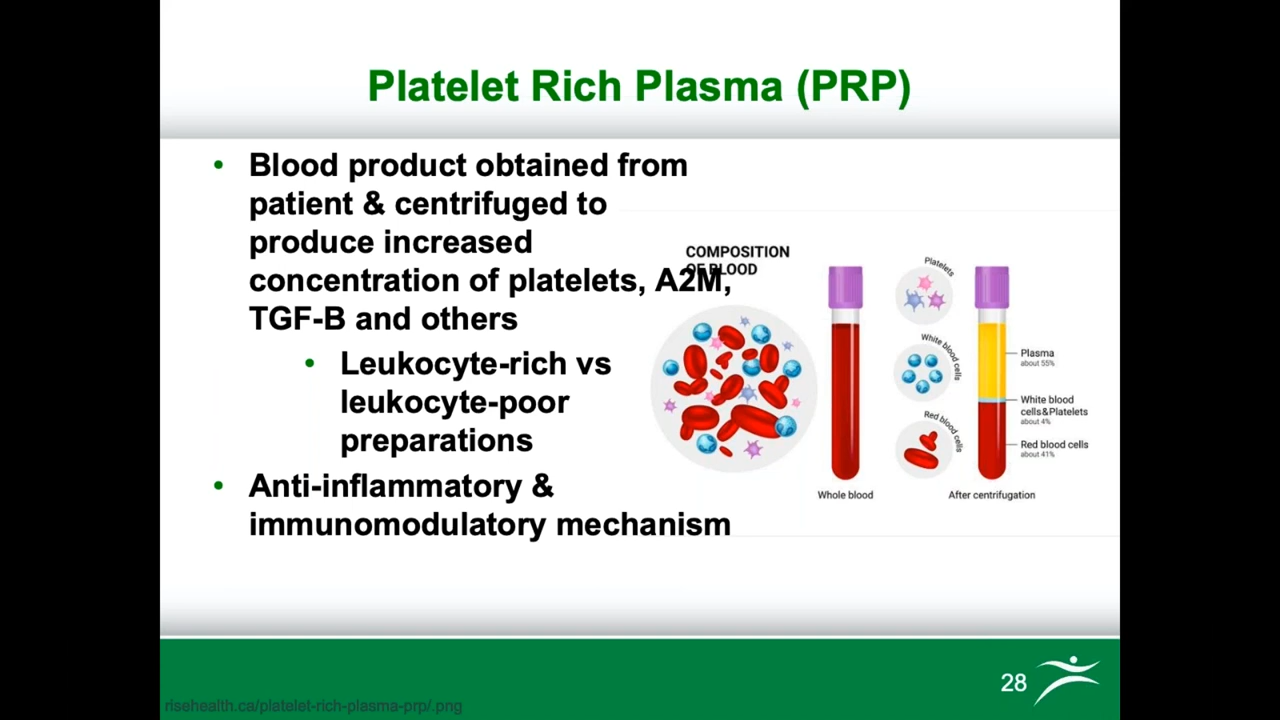 Platelet Rich Plasma (PRP)
• Blood product obtained from
patient & centrifuged to
produce increased
concentration of platelets, A2M,
TGF-B and others
• Leukocyte-rich vs
leukocyte-poor
preparations
• Anti-inflammatory &
immunomodulatory mechanism
COMPOSITION
OF BLOOD
Whole blood
Platelets
White blood cells
Red blood cells
Plasma
about 55%
White blood
cells&Platelets
about 4%
Red blood cells
about 41%
After centrifugation
28
risehealth.ca/platelet-rich-plasma-prp/.png